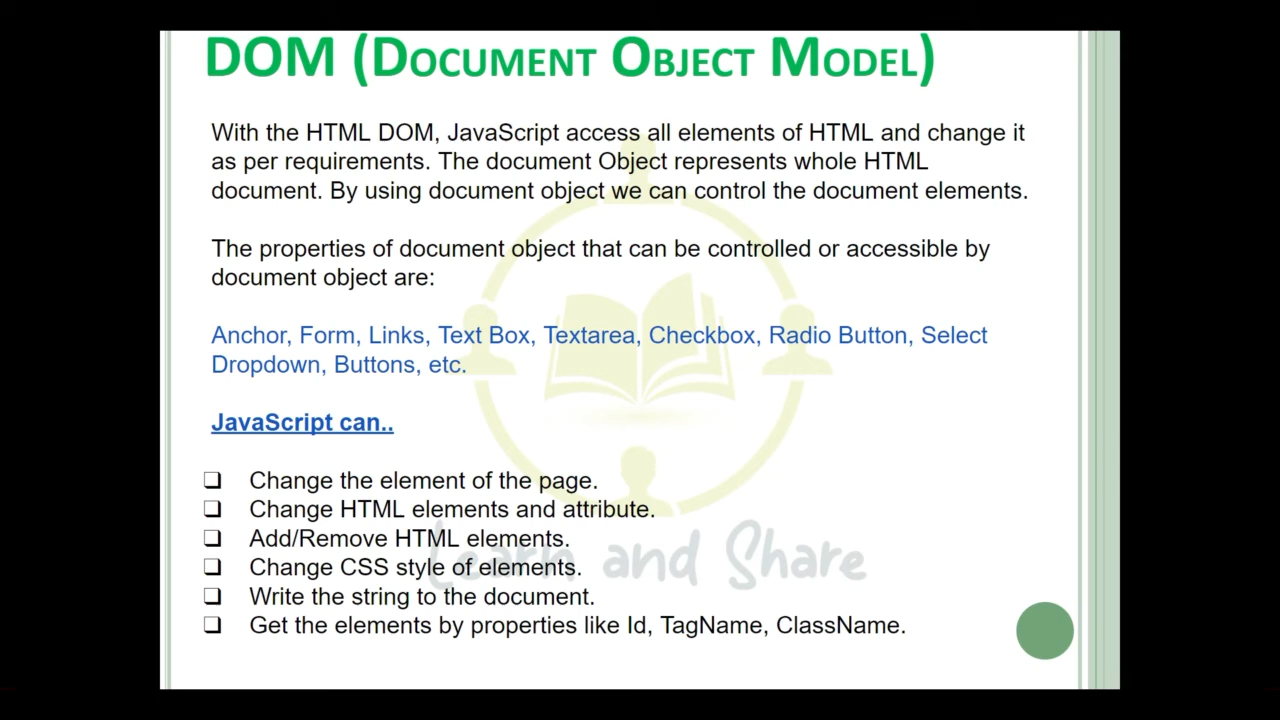 DOM (DOCUMENT OBJECT MODEL)
With the HTML DOM, JavaScript access all elements of HTML and change it
as per requirements. The document Object represents whole HTML
document. By using document object we can control the document elements.
The properties of document object that can be controlled or accessible by
document object are:
Anchor, Form, Links, Text Box, Textarea, Checkbox, Radio Button, Select
Dropdown, Buttons, etc.
JavaScript can..
❑ Change the element of the page.
❑ Change HTML elements and attribute.
❑ Add/Remove HTML elements.
❑ Change CSS style of elements.
❑ Write the string to the document.
❑ Get the elements by properties like Id, TagName, ClassName.
Learn and Share